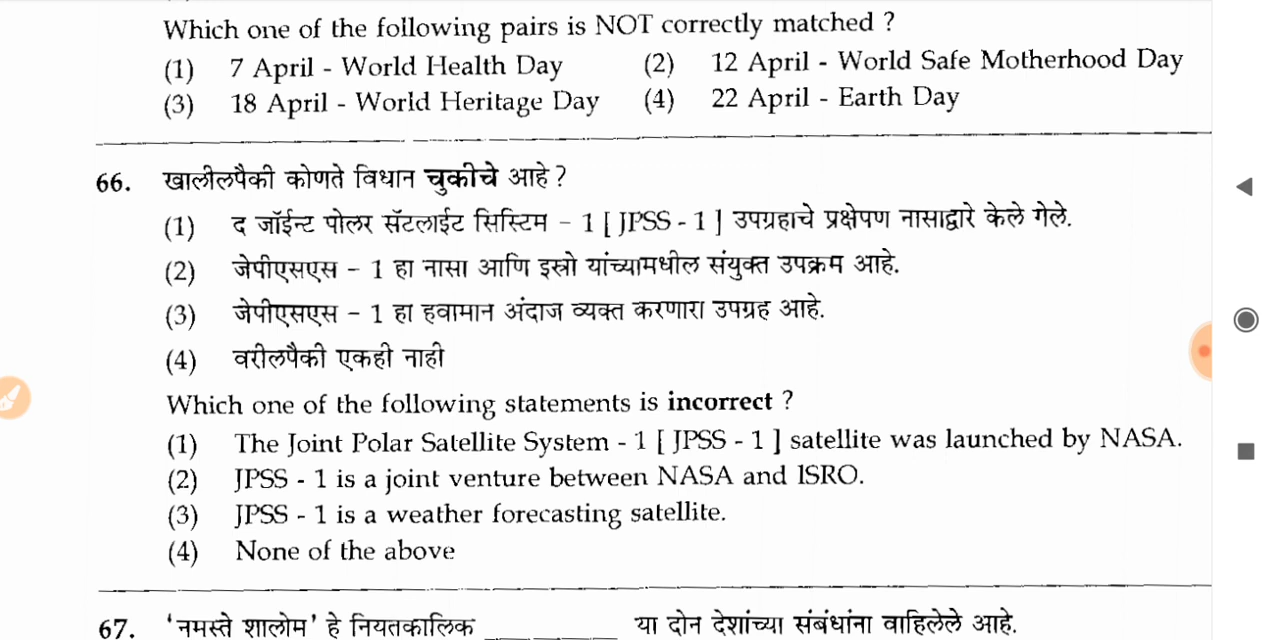 Which one of the following pairs is NOT correctly matched ?
(1) 7 April - World Health Day (2) 12 April - World Safe Motherhood Day
(3) 18 April - World Heritage Day (4) 22 April - Earth Day
66. खालीलपैकी कोणते विधान चुकीचे आहे ?
(1) द जॉईन्ट पोलर सॅटलाईट सिस्टिम – 1 [ JPSS - 1 ] उपग्रहाचे प्रक्षेपण नासाद्वारे केले गेले.
(2) जेपीएसएस – 1 हा नासा आणि इस्रो यांच्यामधील संयुक्त उपक्रम आहे.
(3) जेपीएसएस – 1 हा हवामान अंदाज व्यक्त करणारा उपग्रह आहे.
(4) वरीलपैकी एकही नाही
Which one of the following statements is incorrect ?
(1) The Joint Polar Satellite System - 1 [ JPSS - 1 ] satellite was launched by NASA.
(2) JPSS - 1 is a joint venture between NASA and ISRO.
(3) JPSS - 1 is a weather forecasting satellite.
(4) None of the above
67. 'नमस्ते शालोम' हे नियतकालिक ________ या दोन देशांच्या संबंधांना वाहिलेले आहे.